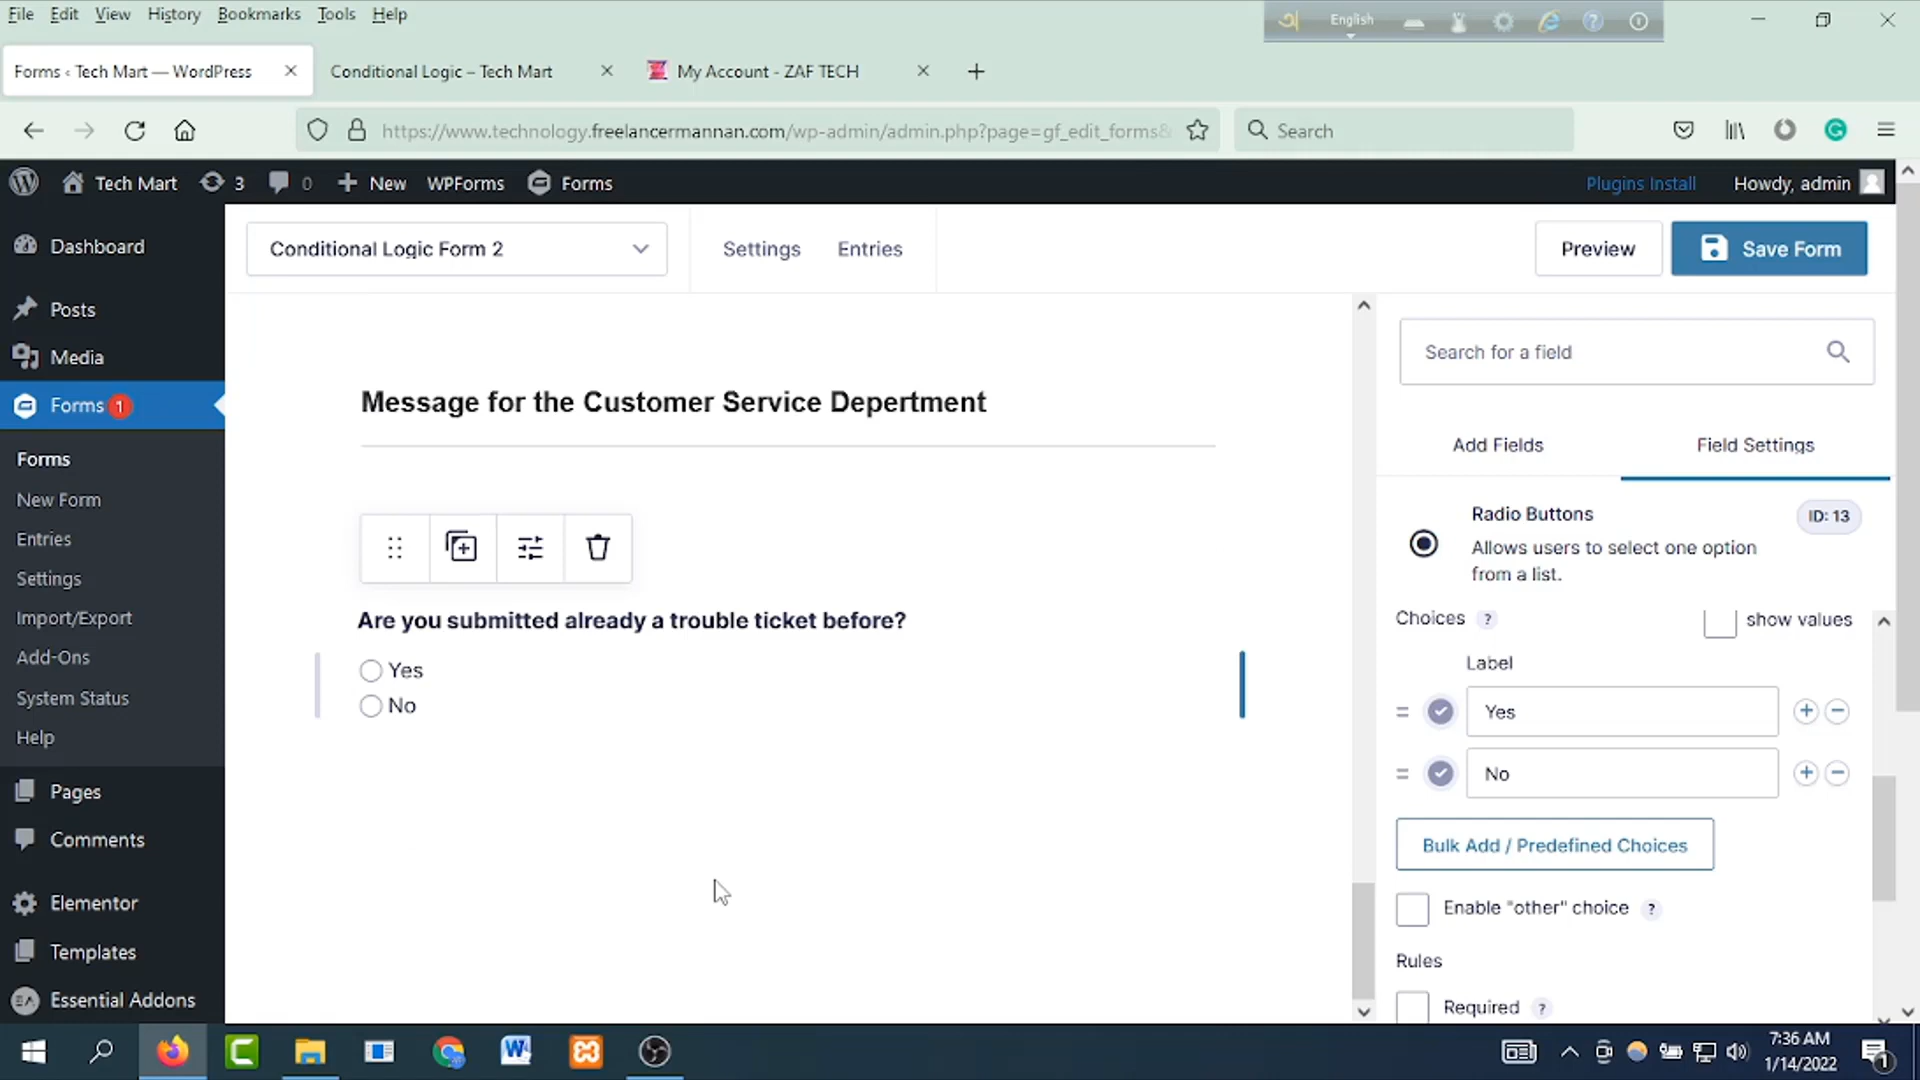 File Edit View History Bookmarks Tools Help
English
Forms ‹ Tech Mart — WordPress
Conditional Logic – Tech Mart
My Account - ZAF TECH
https://www.technology.freelancermannan.com/wp-admin/admin.php?page=gf_edit_forms&
Search
Tech Mart 3 0 New WPForms Forms
Plugins Install Howdy, admin
Dashboard
Posts
Media
Forms 1
Forms
New Form
Entries
Settings
Import/Export
Add-Ons
System Status
Help
Pages
Comments
Elementor
Templates
Essential Addons
Conditional Logic Form 2
Settings Entries
Preview
Save Form
Message for the Customer Service Depertment
Are you submitted already a trouble ticket before?
Yes
No
Search for a field
Add Fields Field Settings
Radio Buttons
ID: 13
Allows users to select one option
from a list.
Choices ? show values
Label
Yes
No
Bulk Add / Predefined Choices
Enable "other" choice ?
Rules
Required ?
7:36 AM
1/14/2022
1